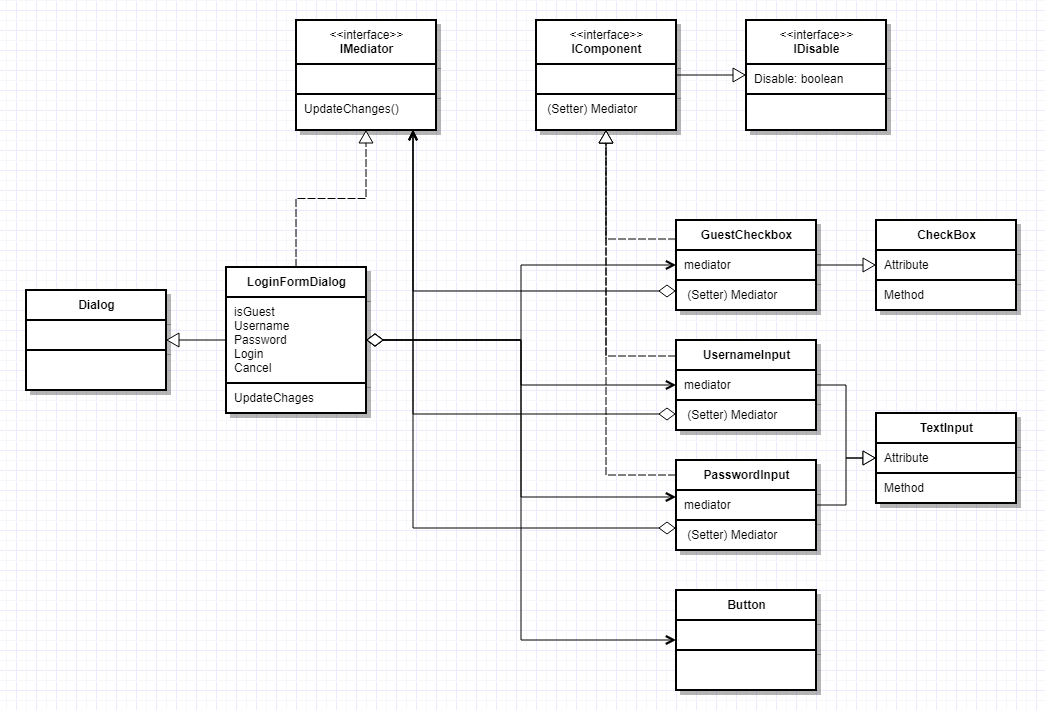 <<interface>>
IMediator
UpdateChanges()
<<interface>>
IComponent
(Setter) Mediator
<<interface>>
IDisable
Disable: boolean
GuestCheckbox
mediator
(Setter) Mediator
CheckBox
Attribute
Method
Dialog
LoginFormDialog
isGuest
Username
Password
Login
Cancel
UpdateChages
UsernameInput
mediator
(Setter) Mediator
TextInput
Attribute
Method
PasswordInput
mediator
(Setter) Mediator
Button